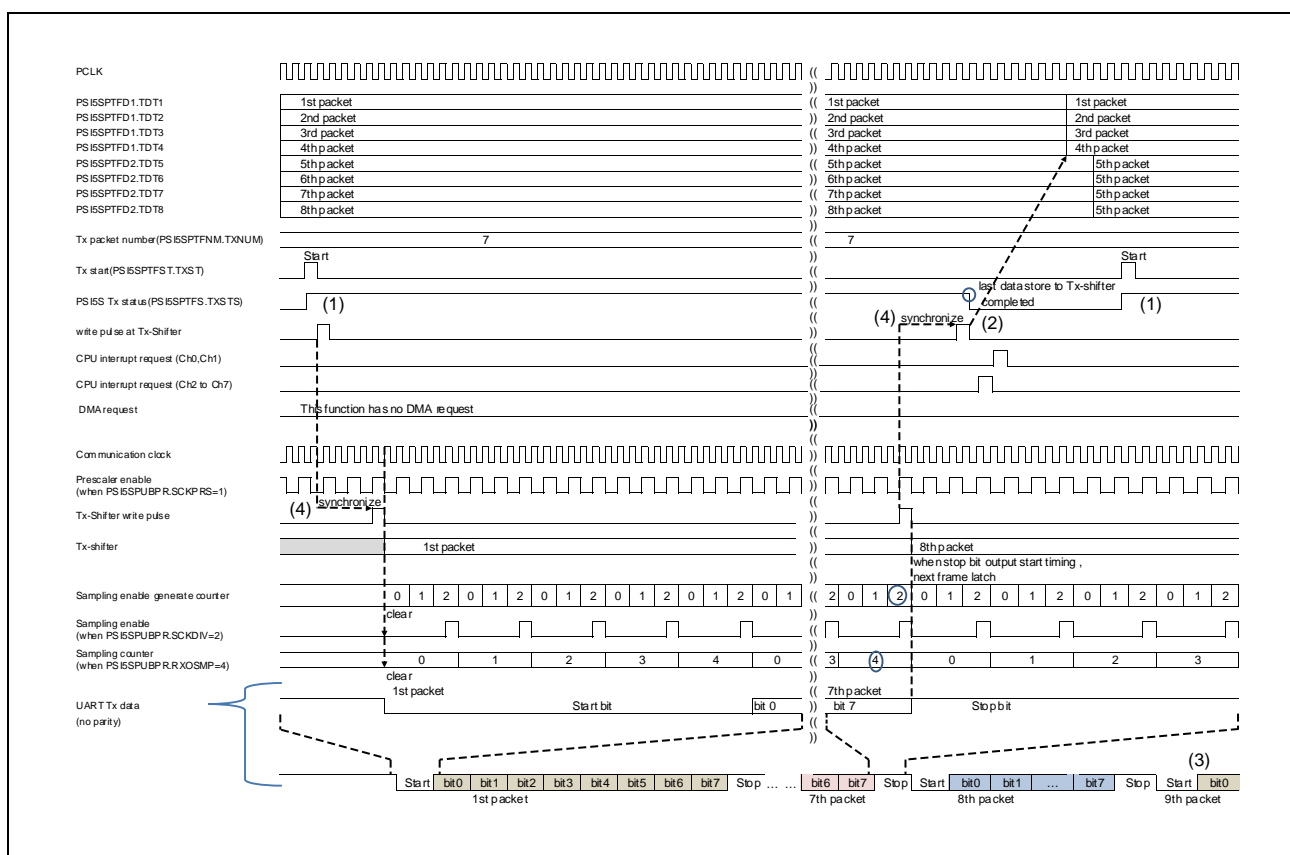 PCLK (( ))
PSI5SPTFD1.TDT1 1st packet (( 1st packet 1st packet
PSI5SPTFD1.TDT2 2nd packet )) 2nd packet 2nd packet
PSI5SPTFD1.TDT3 3rd packet (( 3rd packet 3rd packet
PSI5SPTFD1.TDT4 4th packet )) 4th packet 4th packet
PSI5SPTFD2.TDT5 5th packet (( 5th packet 5th packet
PSI5SPTFD2.TDT6 6th packet )) 6th packet 5th packet
PSI5SPTFD2.TDT7 7th packet (( 7th packet 5th packet
PSI5SPTFD2.TDT8 8th packet )) 8th packet 5th packet
Tx packet number(PSI5SPTFNM.TXNUM) 7 (( 7
Start )) Start
Tx start(PSI5SPTFST.TXST) ((
last data store to Tx-shifter
PSI5S Tx status(PSI5SPTFS.TXSTS) (1) (( completed (1)
(4) synchronize (2)
write pulse at Tx-Shifter ((
CPU interrupt request (Ch0,Ch1) ((
CPU interrupt request (Ch2 to Ch7) ((
DMA request This function has no DMA request ((
))
Communication clock ((
Prescaler enable ((
(when PSI5SPUBPR.SCKPRS=1) ))
(4) synchronize
Tx-Shifter write pulse ))
Tx-shifter 1st packet )) 8th packet
when stop bit output start timing ,
next frame latch
Sampling enable generate counter 0 1 2 0 1 2 0 1 2 0 1 2 0 1 2 0 1 (( 2 0 1 2 0 1 2 0 1 2 0 1 2 0 1 2
clear
Sampling enable ((
(when PSI5SPUBPR.SCKDIV=2) ))
Sampling counter
(when PSI5SPUBPR.RXOSMP=4) 0 1 2 3 4 0 (( 3 4 0 1 2 3
clear
1st packet (( 7th packet
UART Tx data Start bit bit 0 )) bit 7 Stop bit
(no parity) ((
))
(3)
Start bit0 bit1 bit2 bit3 bit4 bit5 bit6 bit7 Stop ... ... bit6 bit7 Stop Start bit0 bit1 ... bit7 Stop Start bit0
1st packet 7th packet 8th packet 9th packet